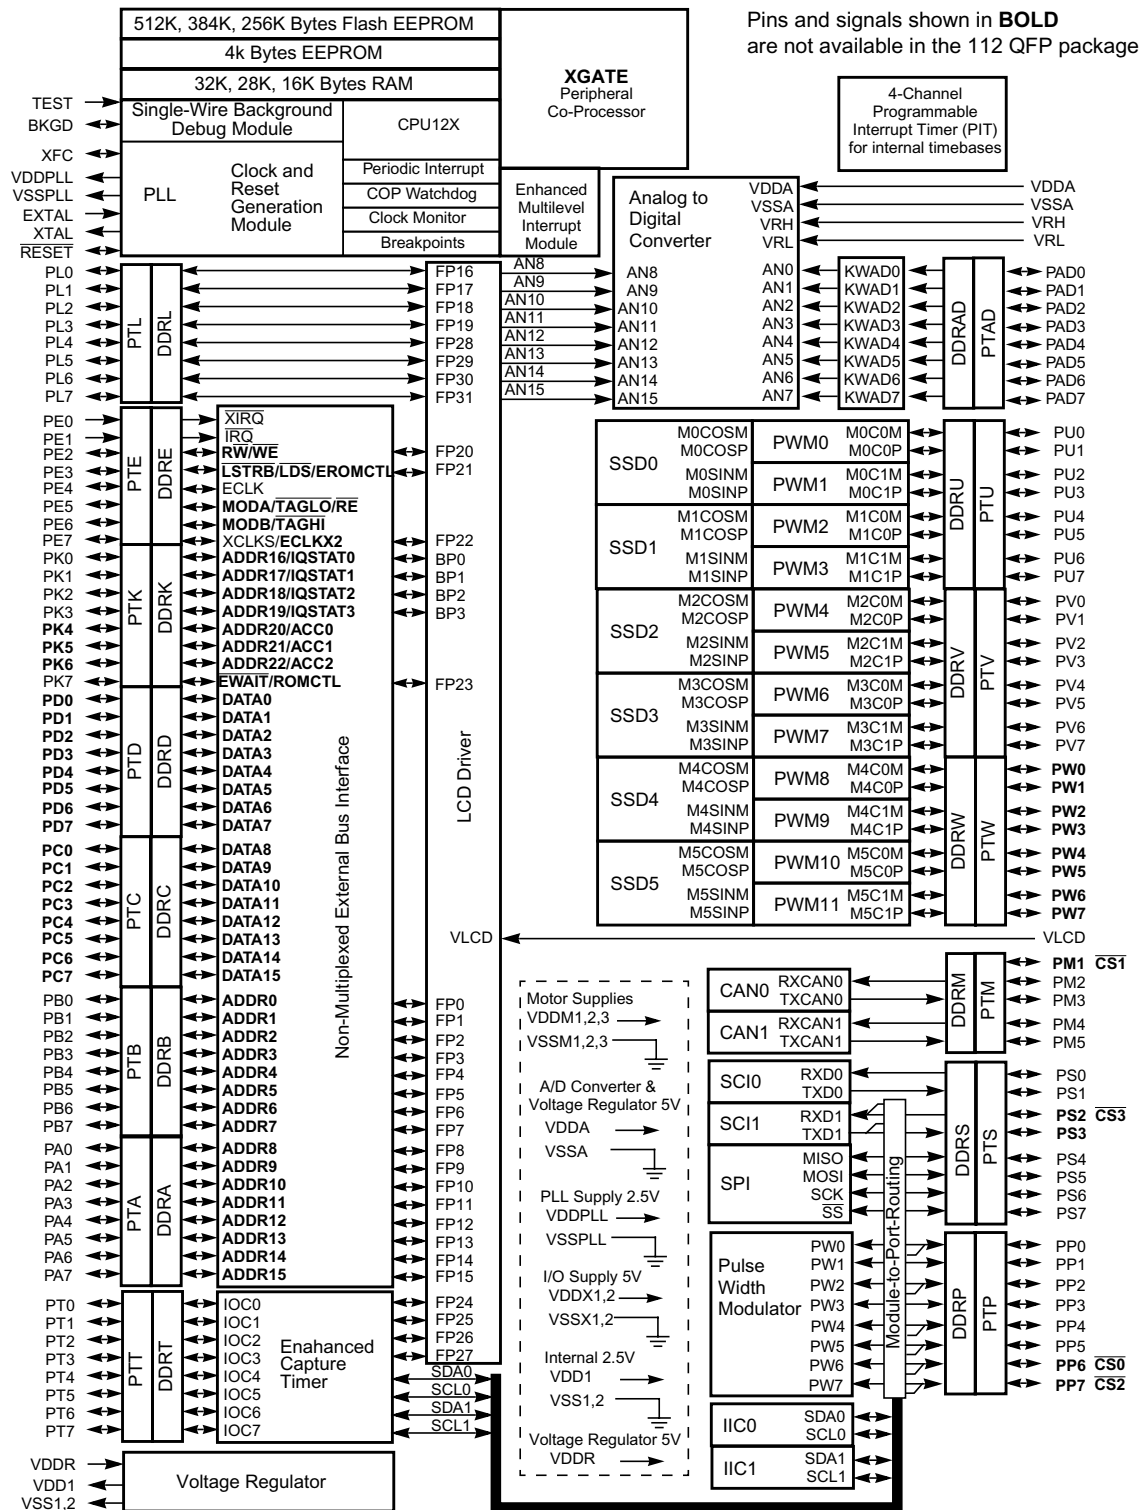 512K, 384K, 256K Bytes Flash EEPROM
4k Bytes EEPROM
32K, 28K, 16K Bytes RAM
Single-Wire Background
Debug Module
CPU12X
XGATE
Peripheral
Co-Processor
Pins and signals shown in BOLD
are not available in the 112 QFP package
4-Channel
Programmable
Interrupt Timer (PIT)
for internal timebases
TEST
BKGD
XFC
VDDPLL
VSSPLL
EXTAL
XTAL
RESET
PLL
Clock and
Reset
Generation
Module
Periodic Interrupt
COP Watchdog
Clock Monitor
Breakpoints
Enhanced
Multilevel
Interrupt
Module
Analog to
Digital
Converter
VDDA
VSSA
VRH
VRL
VDDA
VSSA
VRH
VRL
PL0
PL1
PL2
PL3
PL4
PL5
PL6
PL7
PTL
DDRL
FP16
FP17
FP18
FP19
FP28
FP29
FP30
FP31
AN8
AN9
AN10
AN11
AN12
AN13
AN14
AN15
AN8
AN9
AN10
AN11
AN12
AN13
AN14
AN15
AN0
AN1
AN2
AN3
AN4
AN5
AN6
AN7
KWAD0
KWAD1
KWAD2
KWAD3
KWAD4
KWAD5
KWAD6
KWAD7
DDRAD
PTAD
PAD0
PAD1
PAD2
PAD3
PAD4
PAD5
PAD6
PAD7
PE0
PE1
PE2
PE3
PE4
PE5
PE6
PE7
PTE
DDRE
XIRQ
IRQ
RW/WE
LSTRB/LDS/EROMCTL
ECLK
MODA/TAGLO/RE
MODB/TAGHI
XCLKS/ECLKX2
FP20
FP21
FP22
PK0
PK1
PK2
PK3
PK4
PK5
PK6
PK7
PTK
DDRK
ADDR16/IQSTAT0
ADDR17/IQSTAT1
ADDR18/IQSTAT2
ADDR19/IQSTAT3
ADDR20/ACC0
ADDR21/ACC1
ADDR22/ACC2
EWAIT/ROMCTL
BP0
BP1
BP2
BP3
FP23
PD0
PD1
PD2
PD3
PD4
PD5
PD6
PD7
PTD
DDRD
DATA0
DATA1
DATA2
DATA3
DATA4
DATA5
DATA6
DATA7
PC0
PC1
PC2
PC3
PC4
PC5
PC6
PC7
PTC
DDRC
DATA8
DATA9
DATA10
DATA11
DATA12
DATA13
DATA14
DATA15
Non-Multiplexed External Bus Interface
LCD Driver
VLCD
VLCD
PB0
PB1
PB2
PB3
PB4
PB5
PB6
PB7
PTB
DDRB
ADDR0
ADDR1
ADDR2
ADDR3
ADDR4
ADDR5
ADDR6
ADDR7
FP0
FP1
FP2
FP3
FP4
FP5
FP6
FP7
PA0
PA1
PA2
PA3
PA4
PA5
PA6
PA7
PTA
DDRA
ADDR8
ADDR9
ADDR10
ADDR11
ADDR12
ADDR13
ADDR14
ADDR15
FP8
FP9
FP10
FP11
FP12
FP13
FP14
FP15
PT0
PT1
PT2
PT3
PT4
PT5
PT6
PT7
PTT
DDRT
IOC0
IOC1
IOC2
IOC3
IOC4
IOC5
IOC6
IOC7
Enahanced
Capture
Timer
FP24
FP25
FP26
FP27
SDA0
SCL0
SDA1
SCL1
VDDR
VDD1
VSS1,2
Voltage Regulator
SSD0
M0COSM
M0COSP
M0SINM
M0SINP
PWM0
PWM1
M0C0M
M0C0P
M0C1M
M0C1P
SSD1
M1COSM
M1COSP
M1SINM
M1SINP
PWM2
PWM3
M1C0M
M1C0P
M1C1M
M1C1P
DDRU
PTU
PU0
PU1
PU2
PU3
PU4
PU5
PU6
PU7
SSD2
M2COSM
M2COSP
M2SINM
M2SINP
PWM4
PWM5
M2C0M
M2C0P
M2C1M
M2C1P
SSD3
M3COSM
M3COSP
M3SINM
M3SINP
PWM6
PWM7
M3C0M
M3C0P
M3C1M
M3C1P
DDRV
PTV
PV0
PV1
PV2
PV3
PV4
PV5
PV6
PV7
SSD4
M4COSM
M4COSP
M4SINM
M4SINP
PWM8
PWM9
M4C0M
M4C0P
M4C1M
M4C1P
SSD5
M5COSM
M5COSP
M5SINM
M5SINP
PWM10
PWM11
M5C0M
M5C0P
M5C1M
M5C1P
DDRW
PTW
PW0
PW1
PW2
PW3
PW4
PW5
PW6
PW7
Motor Supplies
VDDM1,2,3
VSSM1,2,3
A/D Converter &
Voltage Regulator 5V
VDDA
VSSA
PLL Supply 2.5V
VDDPLL
VSSPLL
I/O Supply 5V
VDDX1,2
VSSX1,2
Internal 2.5V
VDD1
VSS1,2
Voltage Regulator 5V
VDDR
CAN0
RXCAN0
TXCAN0
CAN1
RXCAN1
TXCAN1
DDRM
PTM
PM1 CS1
PM2
PM3
PM4
PM5
SCI0
RXD0
TXD0
SCI1
RXD1
TXD1
SPI
MISO
MOSI
SCK
SS
DDRS
PTS
PS0
PS1
PS2 CS3
PS3
PS4
PS5
PS6
PS7
Module-to-Port-Routing
Pulse
Width
Modulator
PW0
PW1
PW2
PW3
PW4
PW5
PW6
PW7
DDRP
PTP
PP0
PP1
PP2
PP3
PP4
PP5
PP6 CS0
PP7 CS2
IIC0
SDA0
SCL0
IIC1
SDA1
SCL1